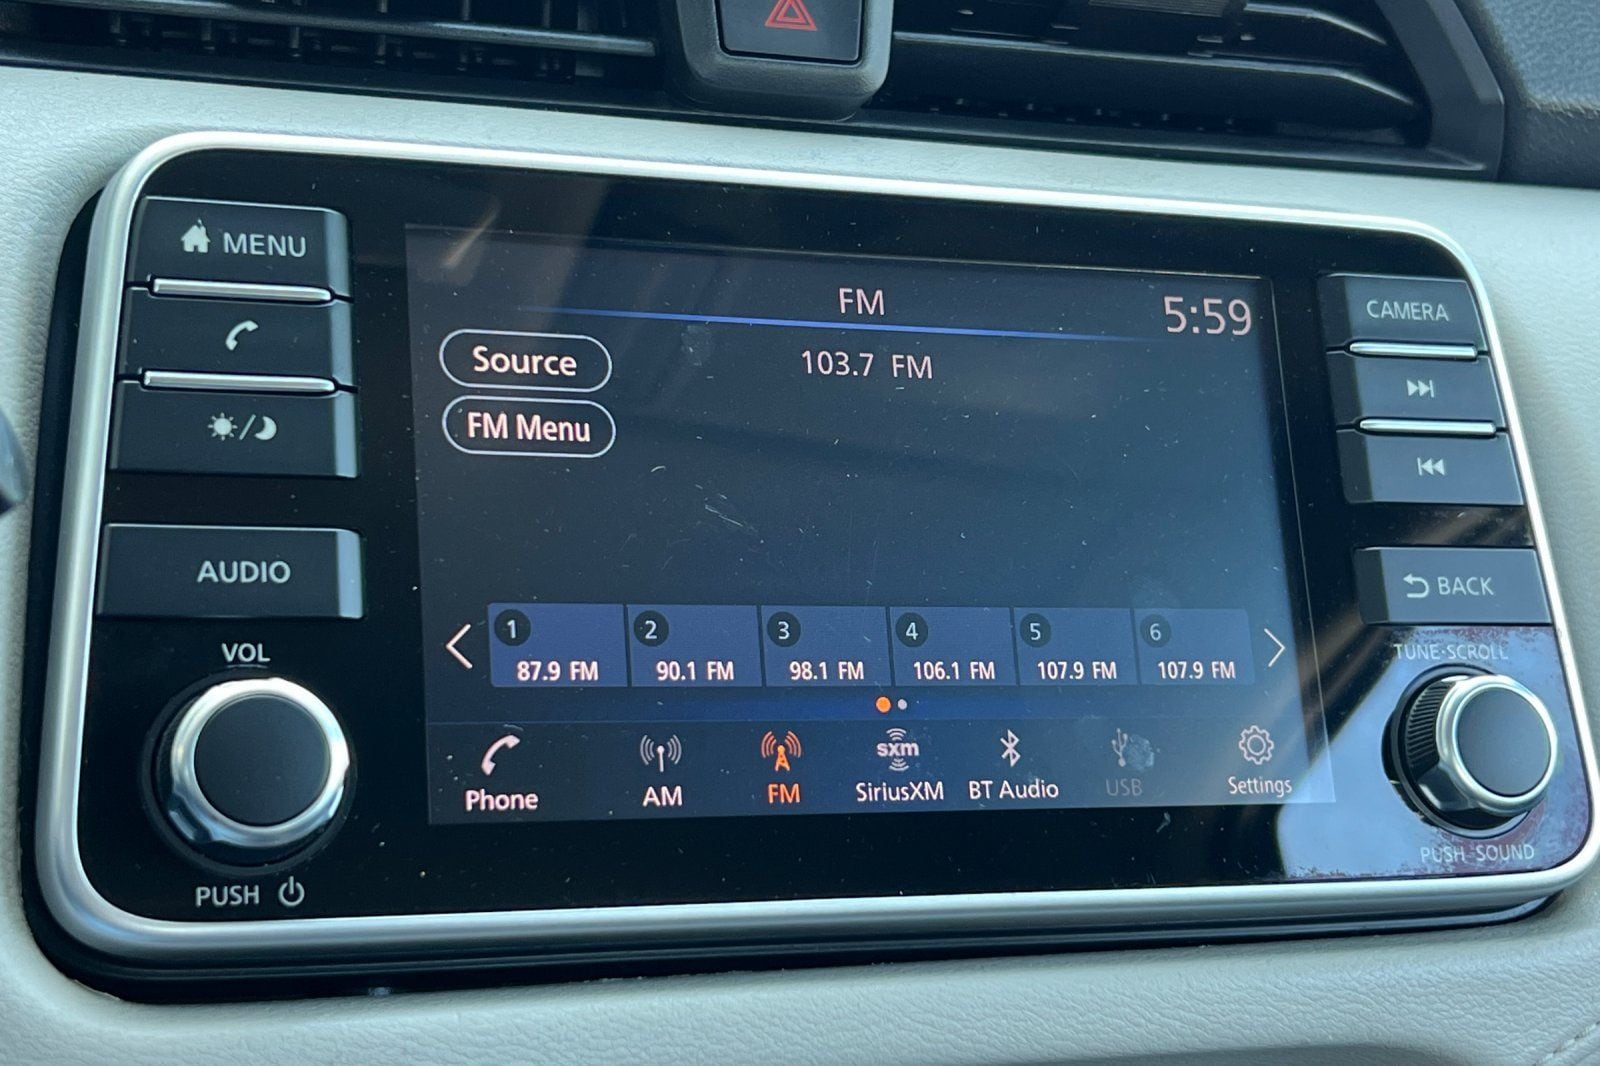 MENU
AUDIO
VOL
PUSH
FM
5:59
Source
103.7 FM
FM Menu
1
87.9 FM
2
90.1 FM
3
98.1 FM
4
106.1 FM
5
107.9 FM
6
107.9 FM
Phone
AM
FM
sxm
SiriusXM
BT Audio
USB
Settings
CAMERA
BACK
TUNE·SCROLL
PUSH SOUND